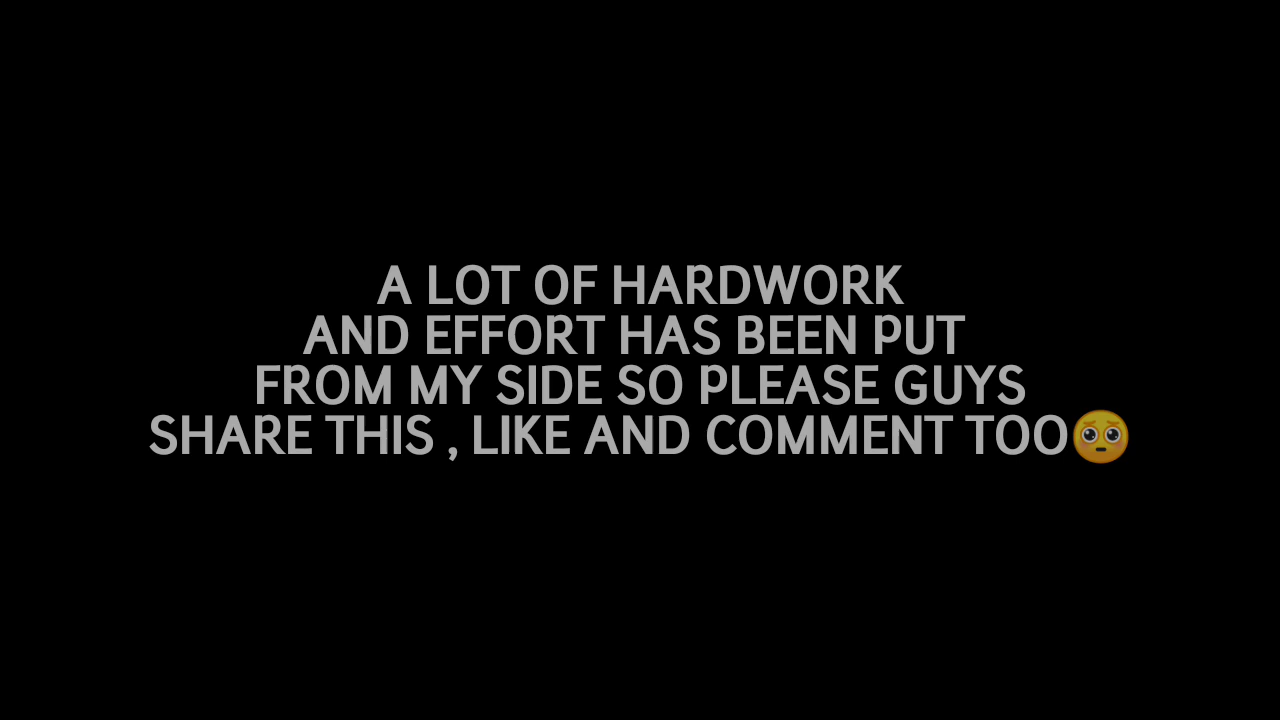 A LOT OF HARDWORK
AND EFFORT HAS BEEN PUT
FROM MY SIDE SO PLEASE GUYS
SHARE THIS , LIKE AND COMMENT TOO🥺